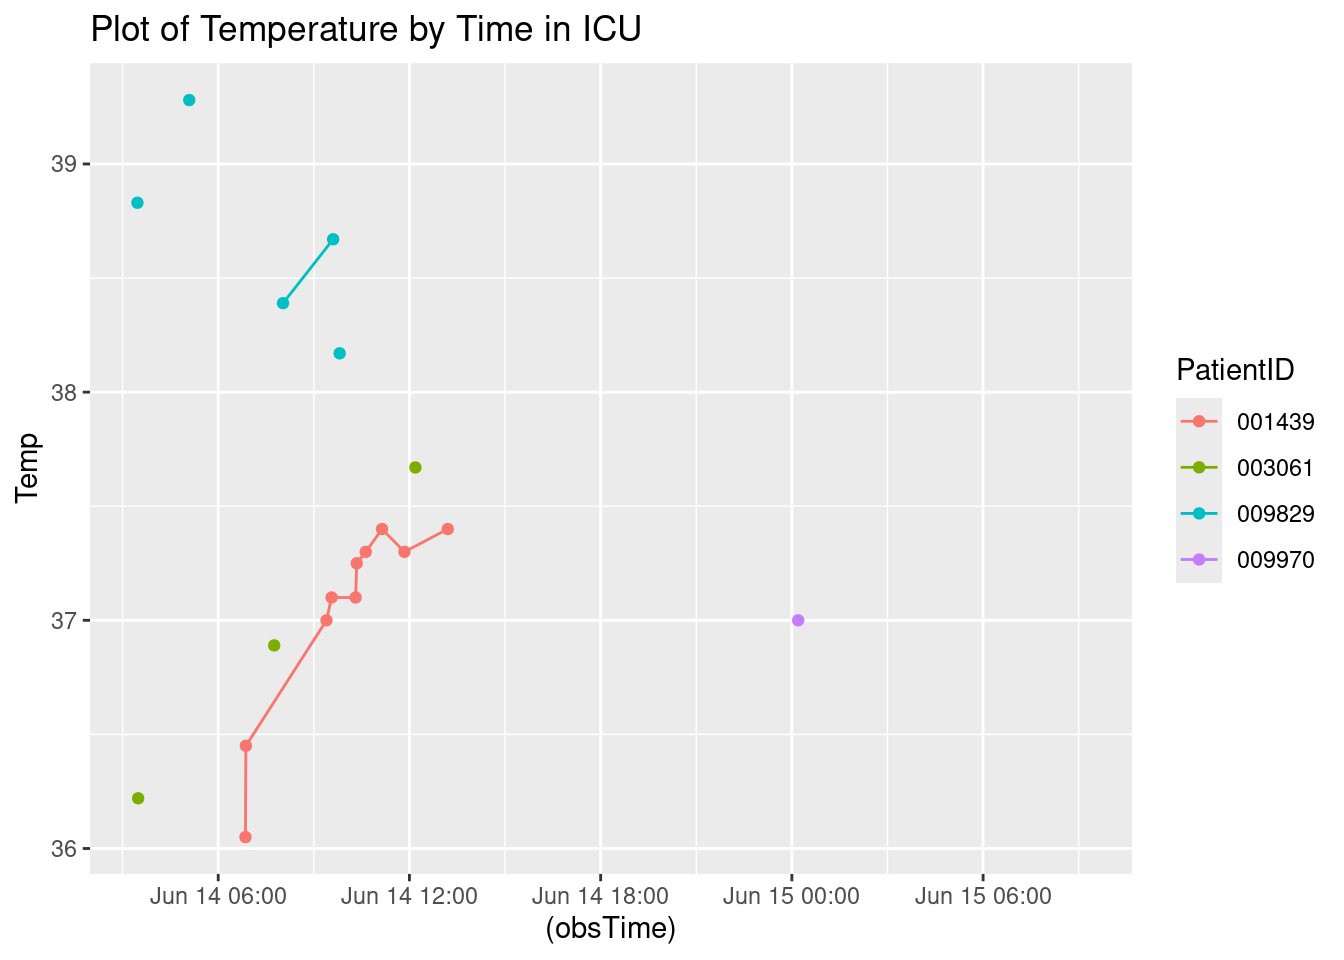 Plot of Temperature by Time in ICU
39
38
37
36
Temp
Jun 14 06:00
Jun 14 12:00
Jun 14 18:00
Jun 15 00:00
Jun 15 06:00
(obsTime)
PatientID
001439
003061
009829
009970